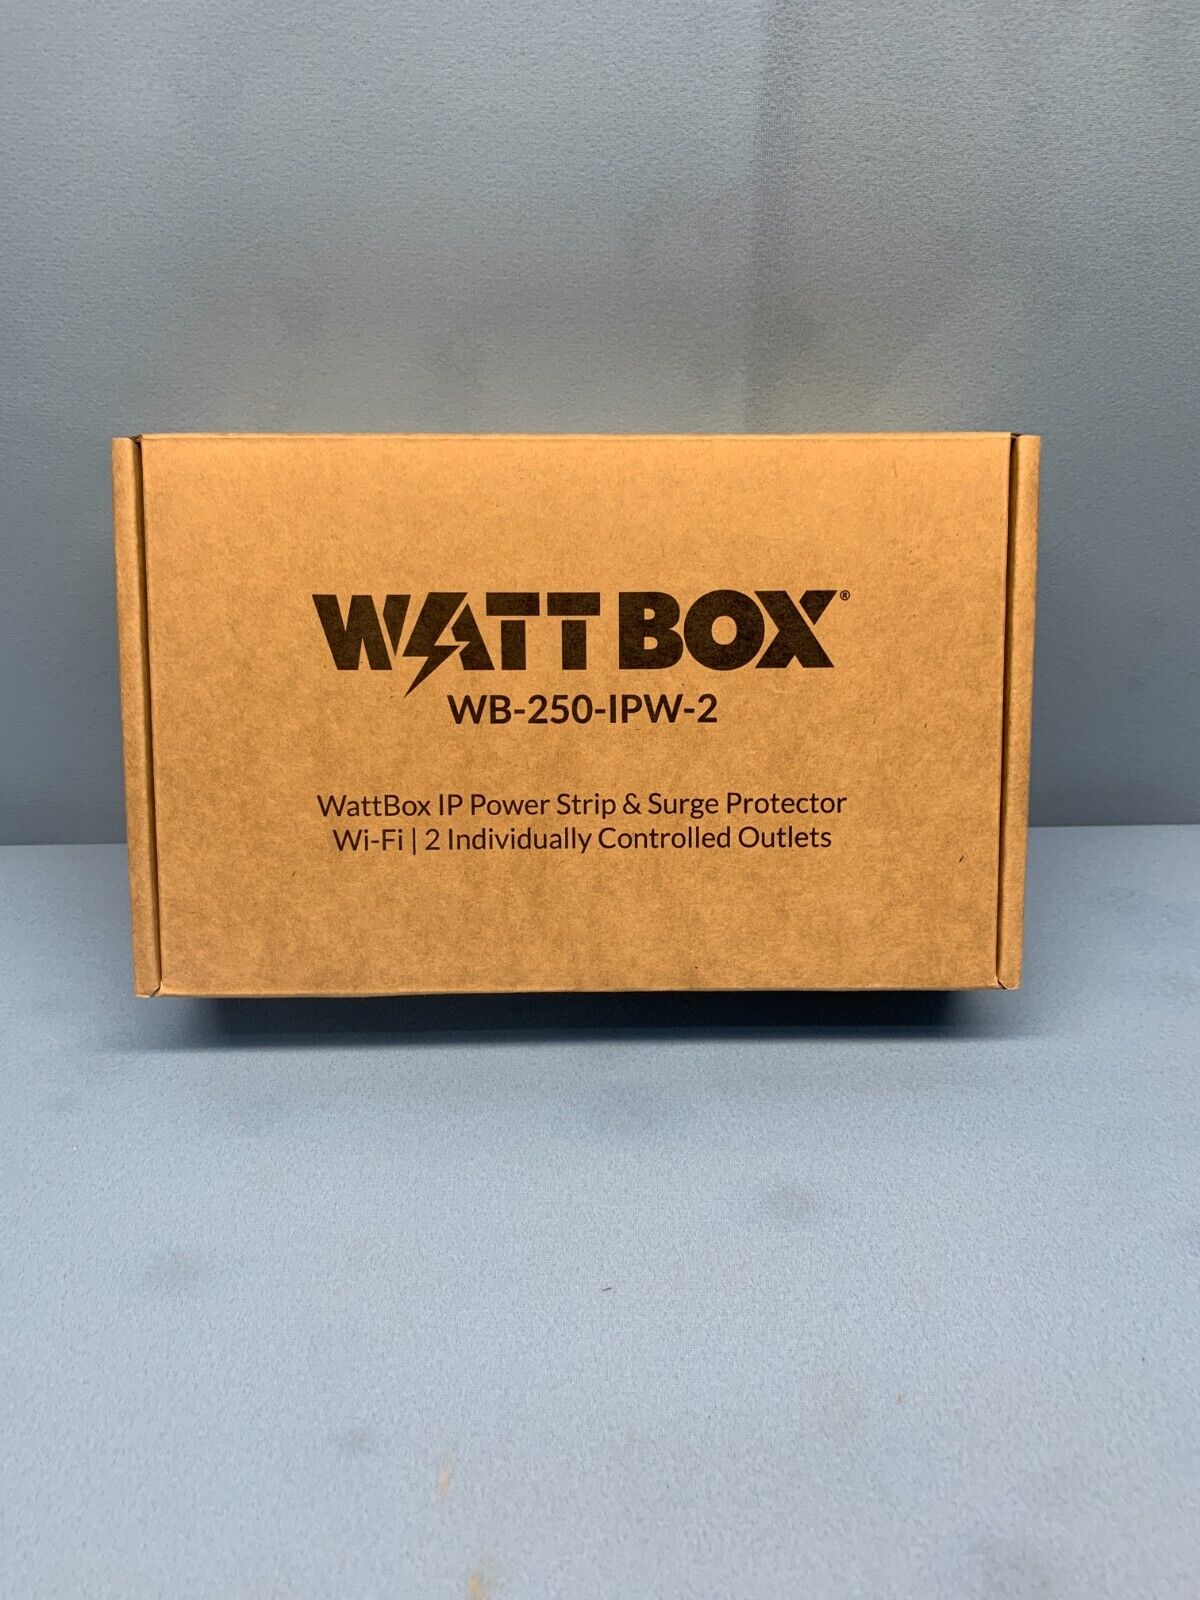 WATTBOX®
WB-250-IPW-2
WattBox IP Power Strip & Surge Protector
Wi-Fi | 2 Individually Controlled Outlets